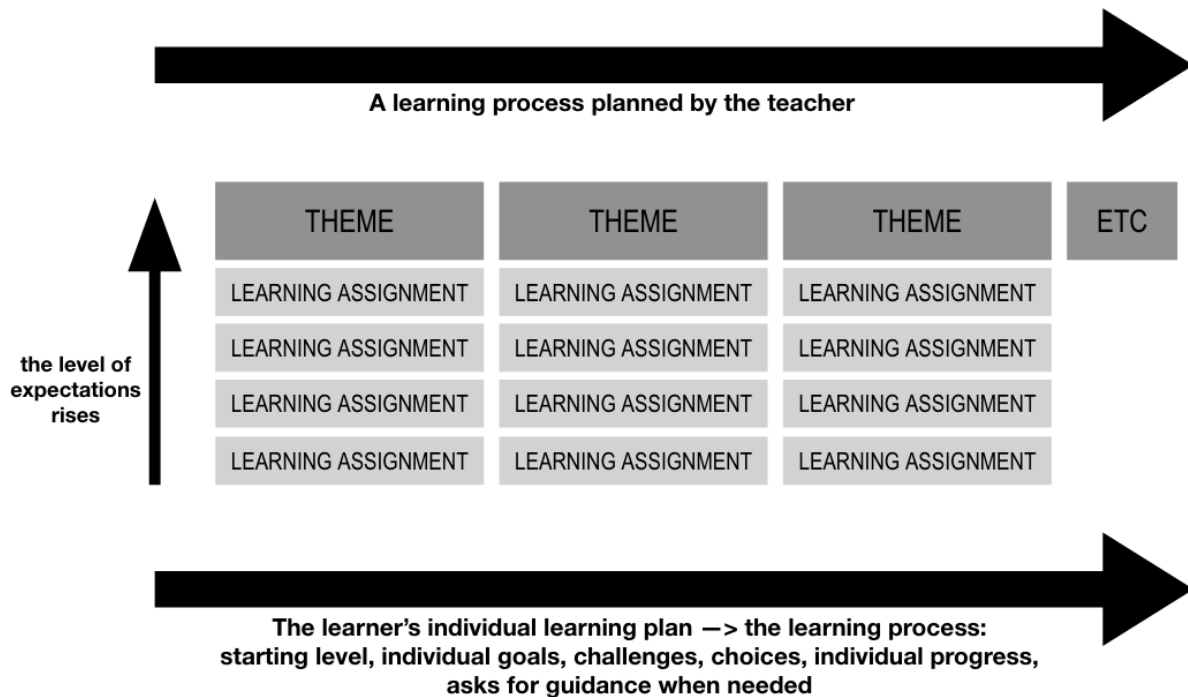 A learning process planned by the teacher
THEME
THEME
THEME
ETC
LEARNING ASSIGNMENT
LEARNING ASSIGNMENT
LEARNING ASSIGNMENT
LEARNING ASSIGNMENT
LEARNING ASSIGNMENT
LEARNING ASSIGNMENT
the level of
expectations
rises
LEARNING ASSIGNMENT
LEARNING ASSIGNMENT
LEARNING ASSIGNMENT
LEARNING ASSIGNMENT
LEARNING ASSIGNMENT
LEARNING ASSIGNMENT
The learner’s individual learning plan —> the learning process:
starting level, individual goals, challenges, choices, individual progress,
asks for guidance when needed